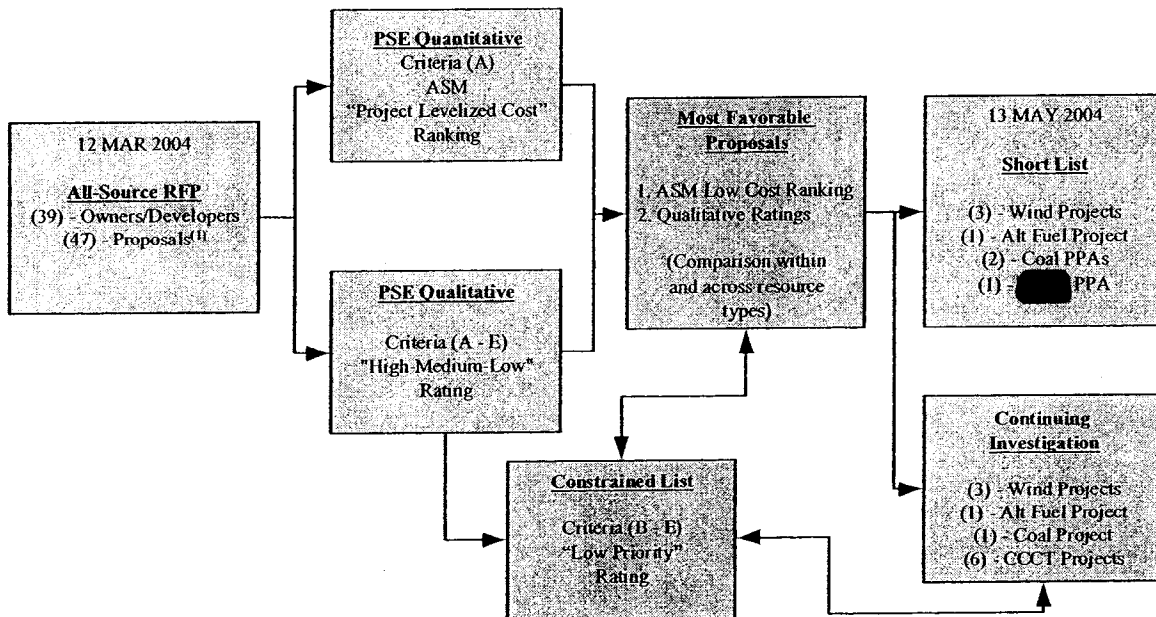 12 MAR 2004
All-Source RFP
(39) - Owners/Developers
(47) - Proposals(1)
PSE Quantitative
Criteria (A)
ASM
“Project Levelized Cost”
Ranking
PSE Qualitative
Criteria (A - E)
"High-Medium-Low"
Rating
Most Favorable
Proposals
1. ASM Low Cost Ranking
2. Qualitative Ratings
(Comparison within
and across resource
types)
Constrained List
Criteria (B - E)
“Low Priority”
Rating
13 MAY 2004
Short List
(3) - Wind Projects
(1) - Alt Fuel Project
(2) - Coal PPAs
(1) - PPA
Continuing
Investigation
(3) - Wind Projects
(1) - Alt Fuel Project
(1) - Coal Project
(6) - CCCT Projects